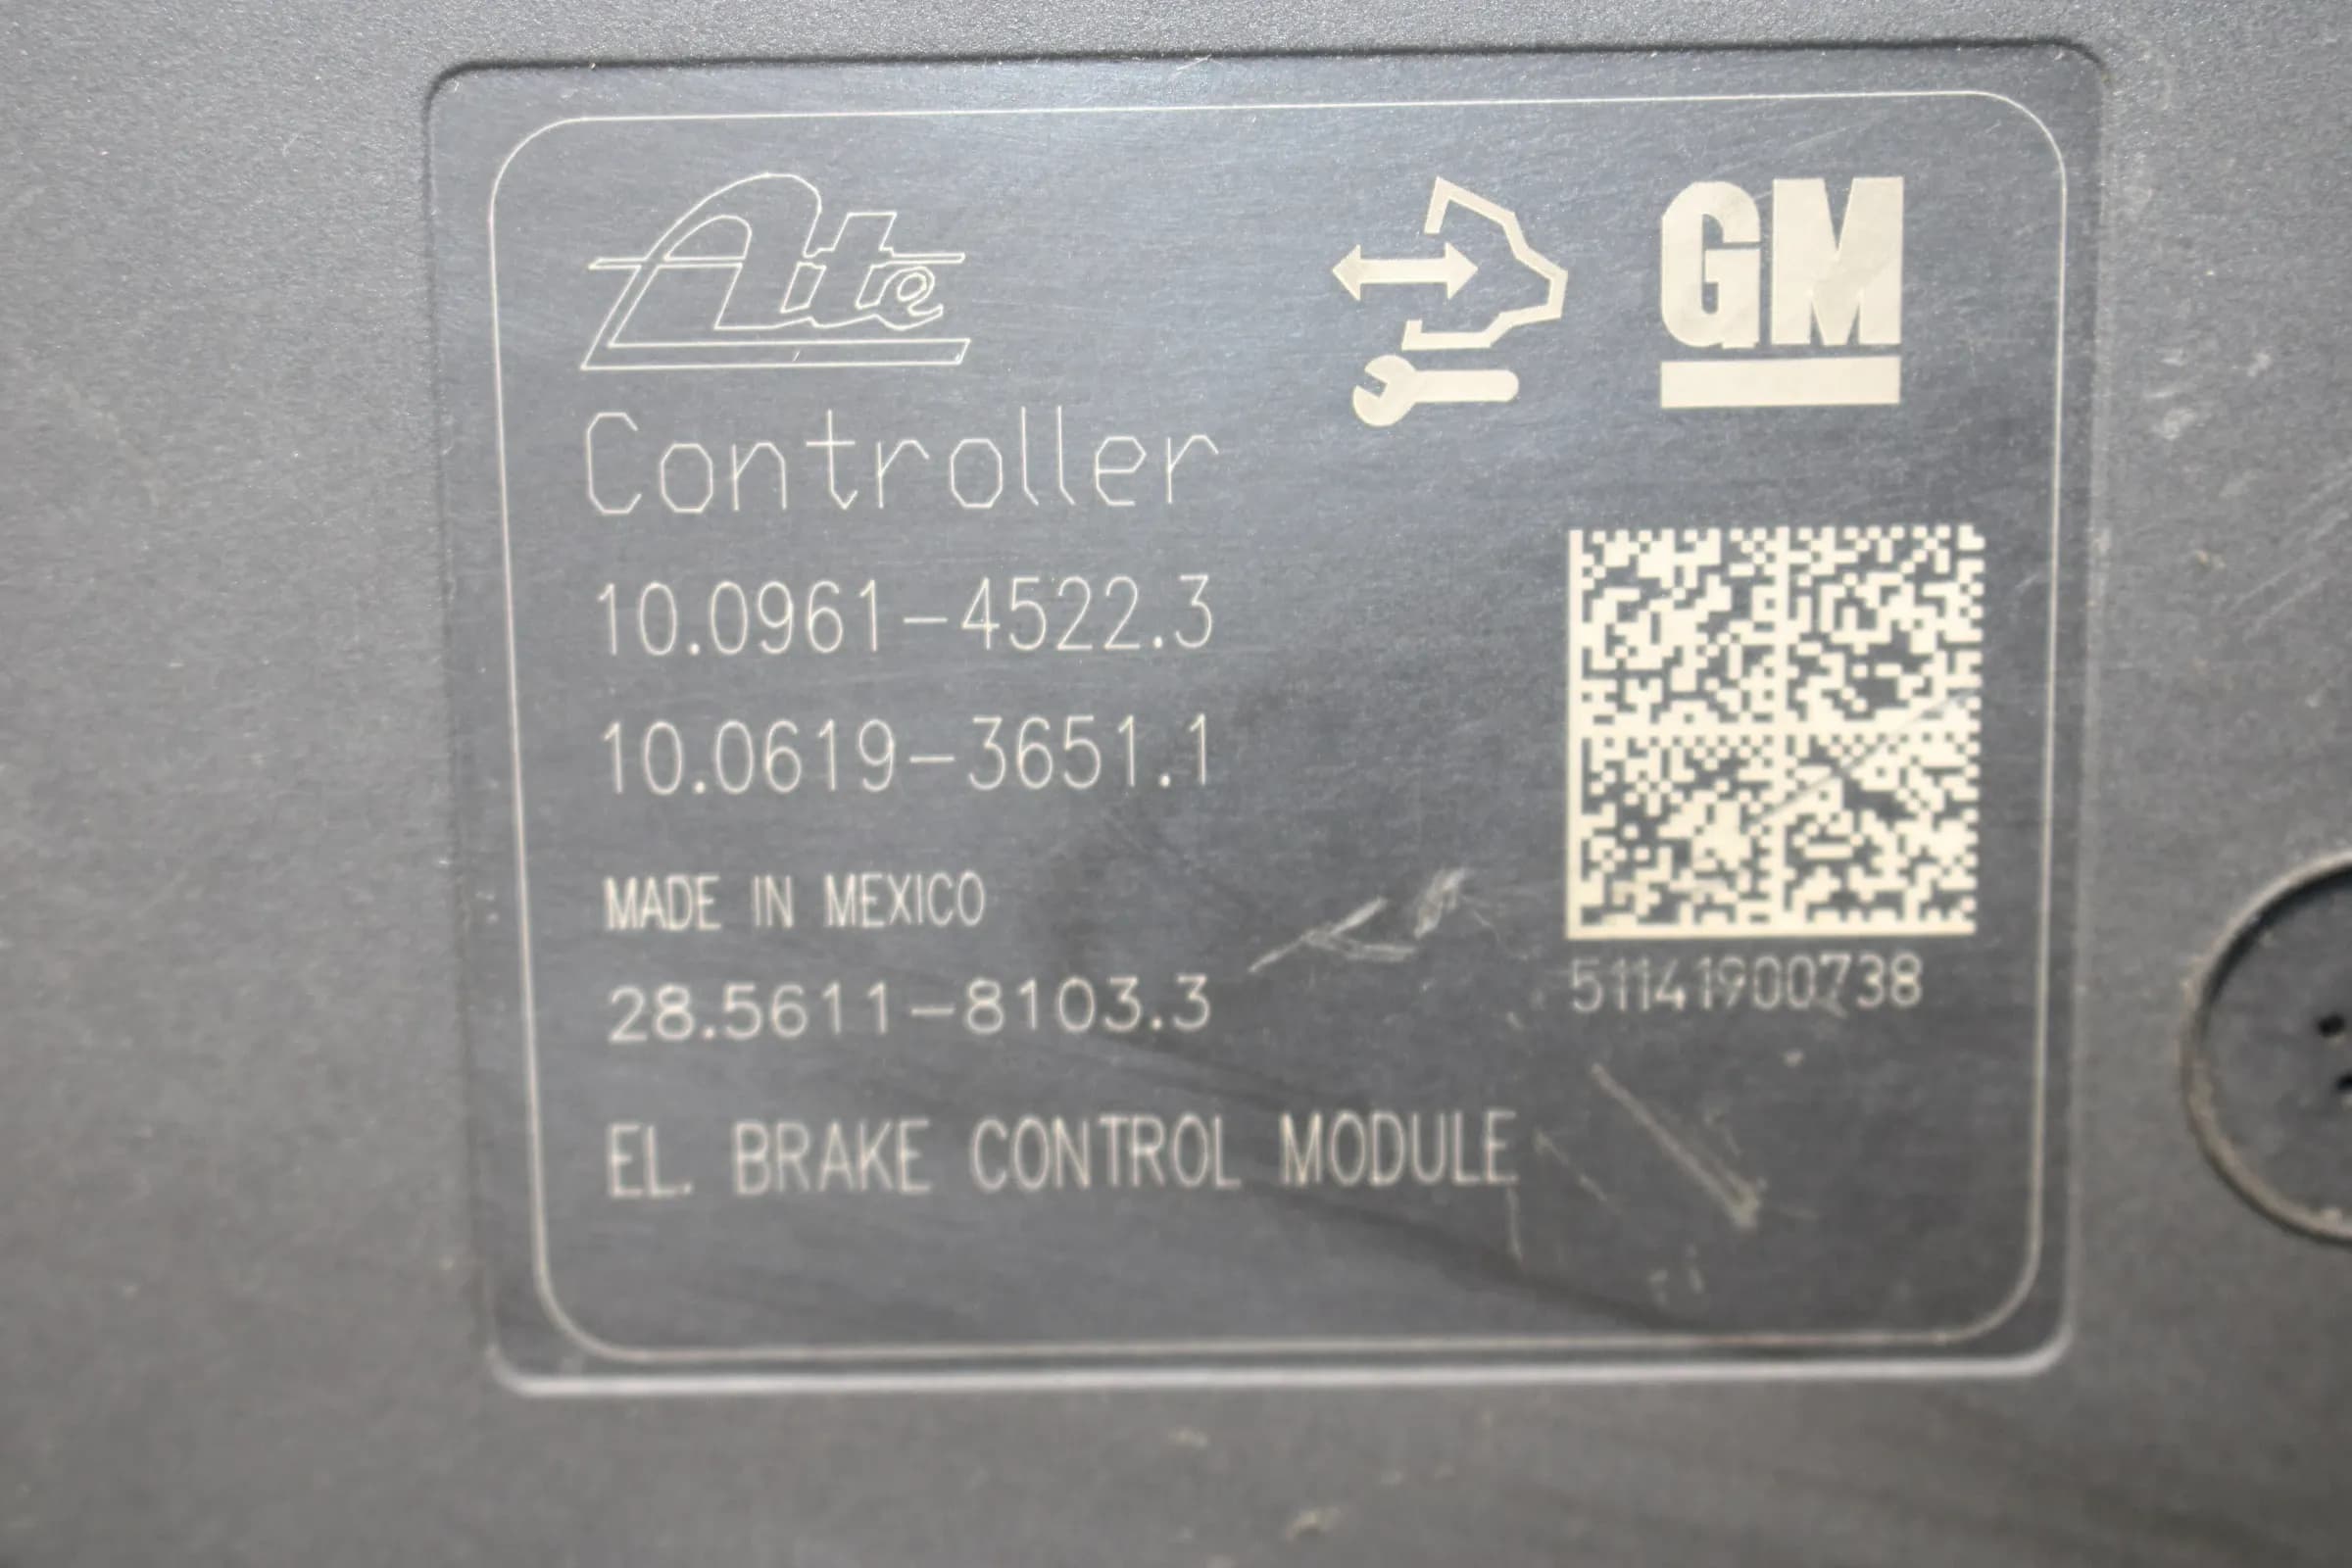 Ate
GM
Controller
10.0961-4522.3
10.0619-3651.1
MADE IN MEXICO
51141900738
28.5611-8103.3
EL. BRAKE CONTROL MODULE